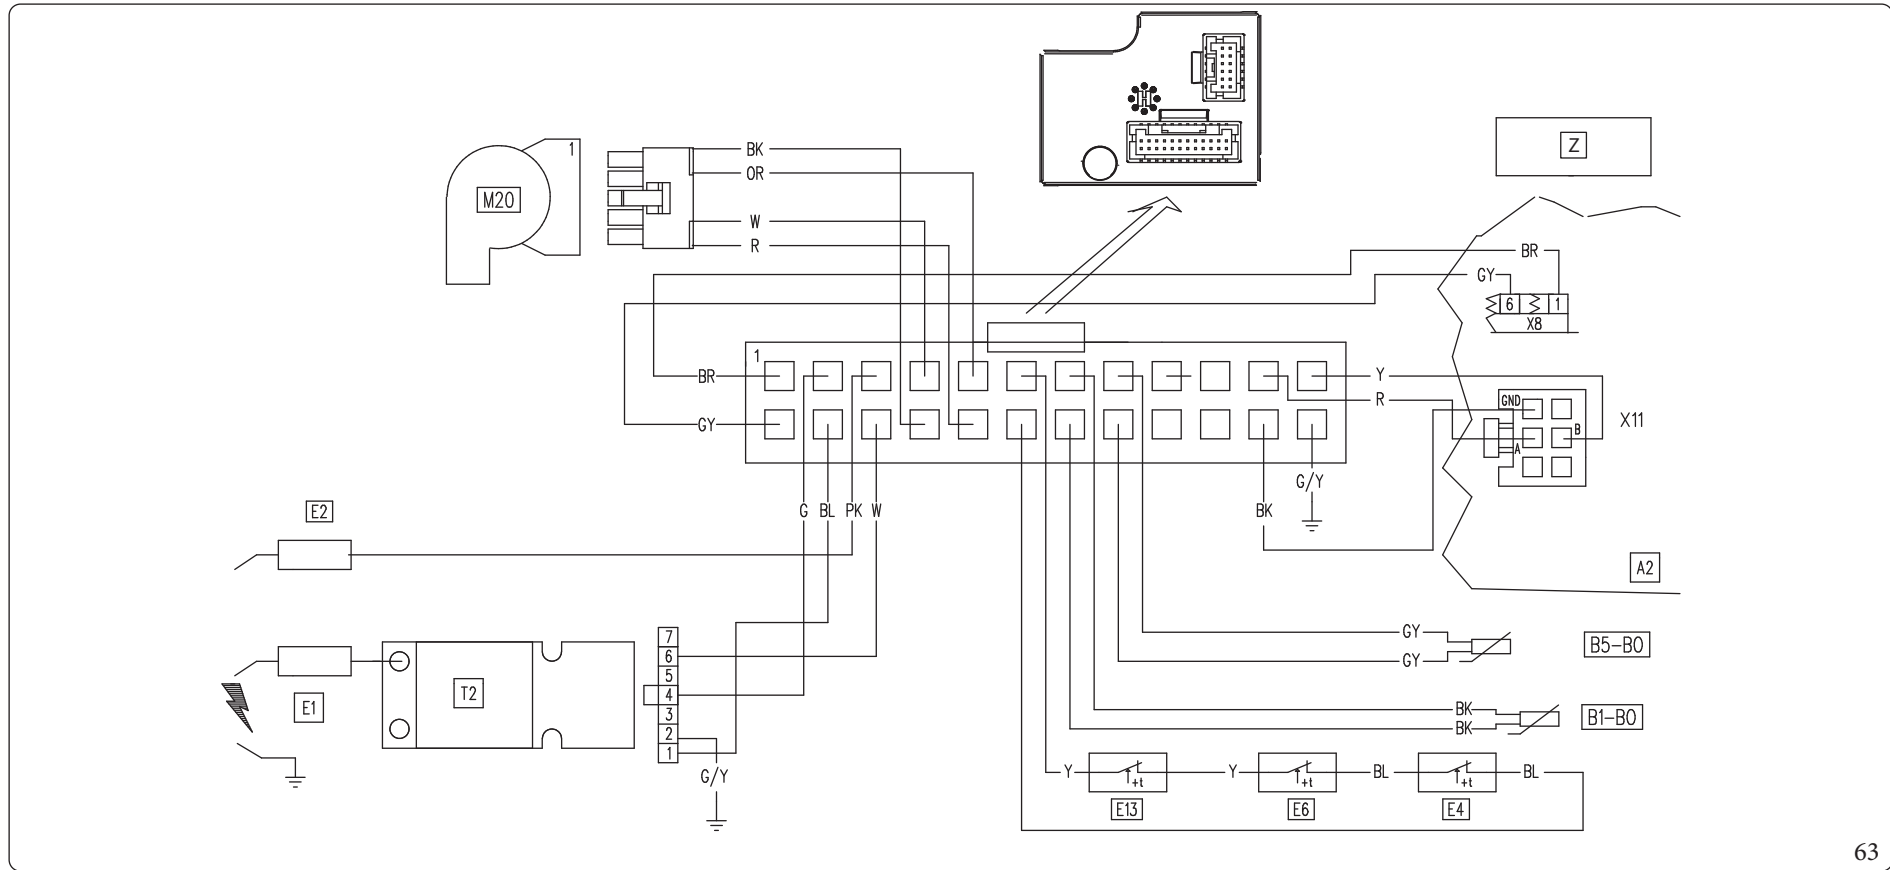 Z
1
BK
OR
M20
W
R
BR
GY
6
1
X8
1
BR
Y
R
GND
GY
X11
B
A
G/Y
E2
G
BL
PK
W
BK
A2
7
6
GY
B5-B0
5
GY
T2
4
E1
3
BK
B1-B0
2
BK
1
G/Y
Y
+t
Y
+t
BL
+t
BL
E13
E6
E4
63